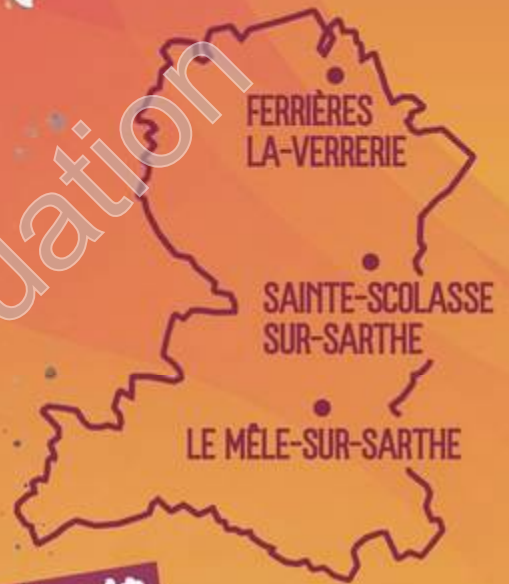 FERRIÈRES
LA-VERRERIE
SAINTE-SCOLASSE
SUR-SARTHE
LE MÊLE-SUR-SARTHE